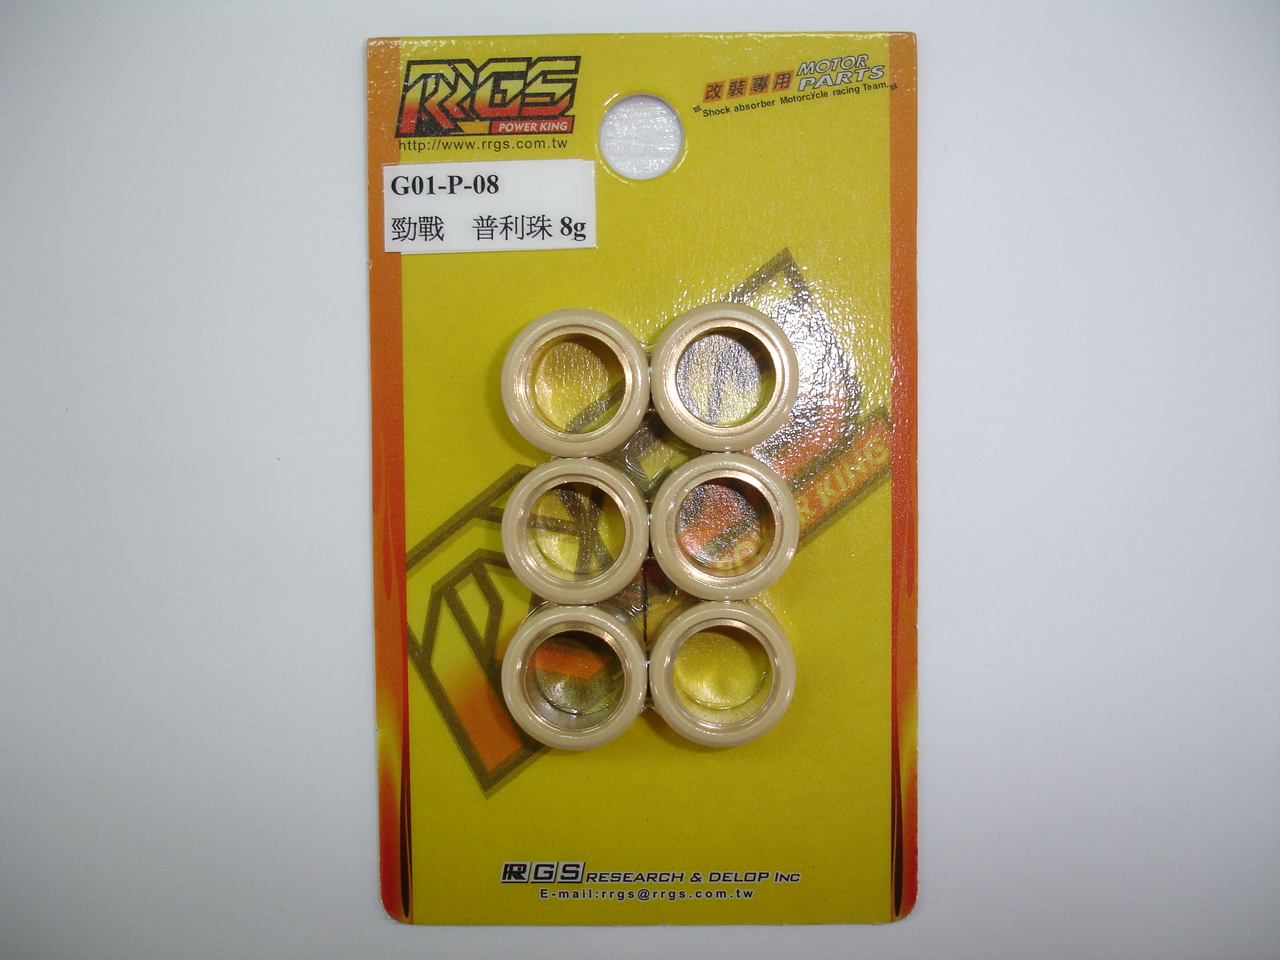 RRGS
POWER KING
http://www.rrgs.com.tw
改裝專用 MOTOR PARTS
Shock absorber Motorcycle racing Team.
G01-P-08
勁戰 普利珠 8g
R KING
RRGS RESEARCH & DELOP INC
E-mail:rrgs@rrgs.com.tw